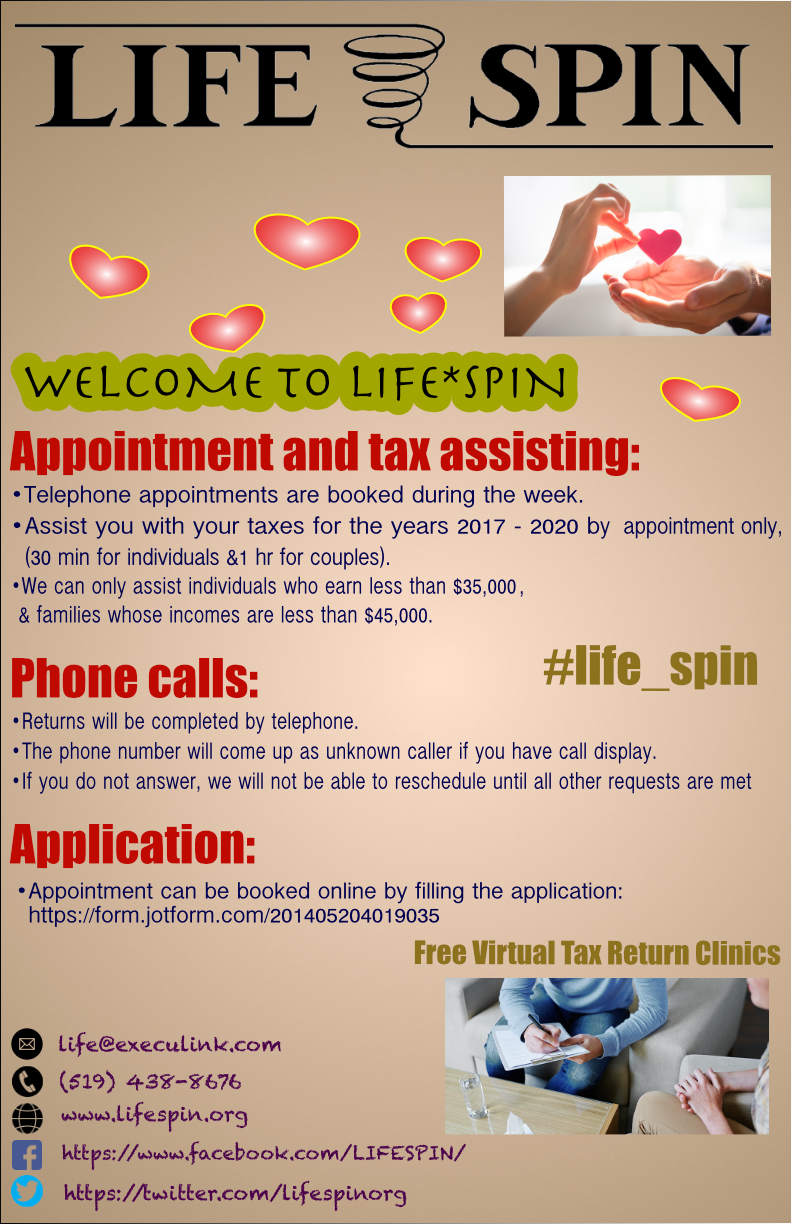 LIFE SPIN
WELCOME TO LIFE*SPIN
Appointment and tax assisting:
•Telephone appointments are booked during the week.
•Assist you with your taxes for the years 2017 - 2020 by appointment only,
(30 min for individuals &1 hr for couples).
•We can only assist individuals who earn less than $35,000,
& families whose incomes are less than $45,000.
#life_spin
Phone calls:
•Returns will be completed by telephone.
•The phone number will come up as unknown caller if you have call display.
•If you do not answer, we will not be able to reschedule until all other requests are met
Application:
•Appointment can be booked online by filling the application:
https://form.jotform.com/201405204019035
Free Virtual Tax Return Clinics
life@execulink.com
(519) 438-8676
www.lifespin.org
https://www.facebook.com/LIFESPIN/
https://twitter.com/lifespinorg